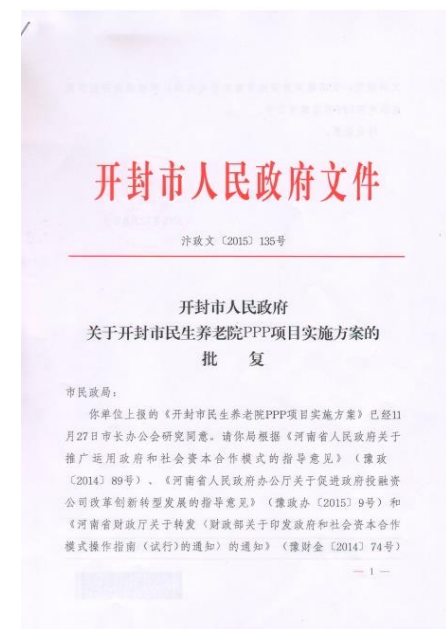 开封市人民政府文件
汴政文〔2015〕135号
开封市人民政府
关于开封市民生养老院PPP项目实施方案的
批 复
市民政局：
你单位上报的《开封市民生养老院PPP项目实施方案》已经11
月27日市长办公会研究同意。请你局根据《河南省人民政府关于
推广运用政府和社会资本合作模式的指导意见》（豫政
〔2014〕89号）、《河南省人民政府办公厅关于促进政府投融资
公司改革创新转型发展的指导意见》（豫政办〔2015〕9号）和
《河南省财政厅关于转发（财政部关于印发政府和社会资本合作
模式操作指南（试行)的通知）的通知》（豫财金〔2014〕74号）
— 1 —